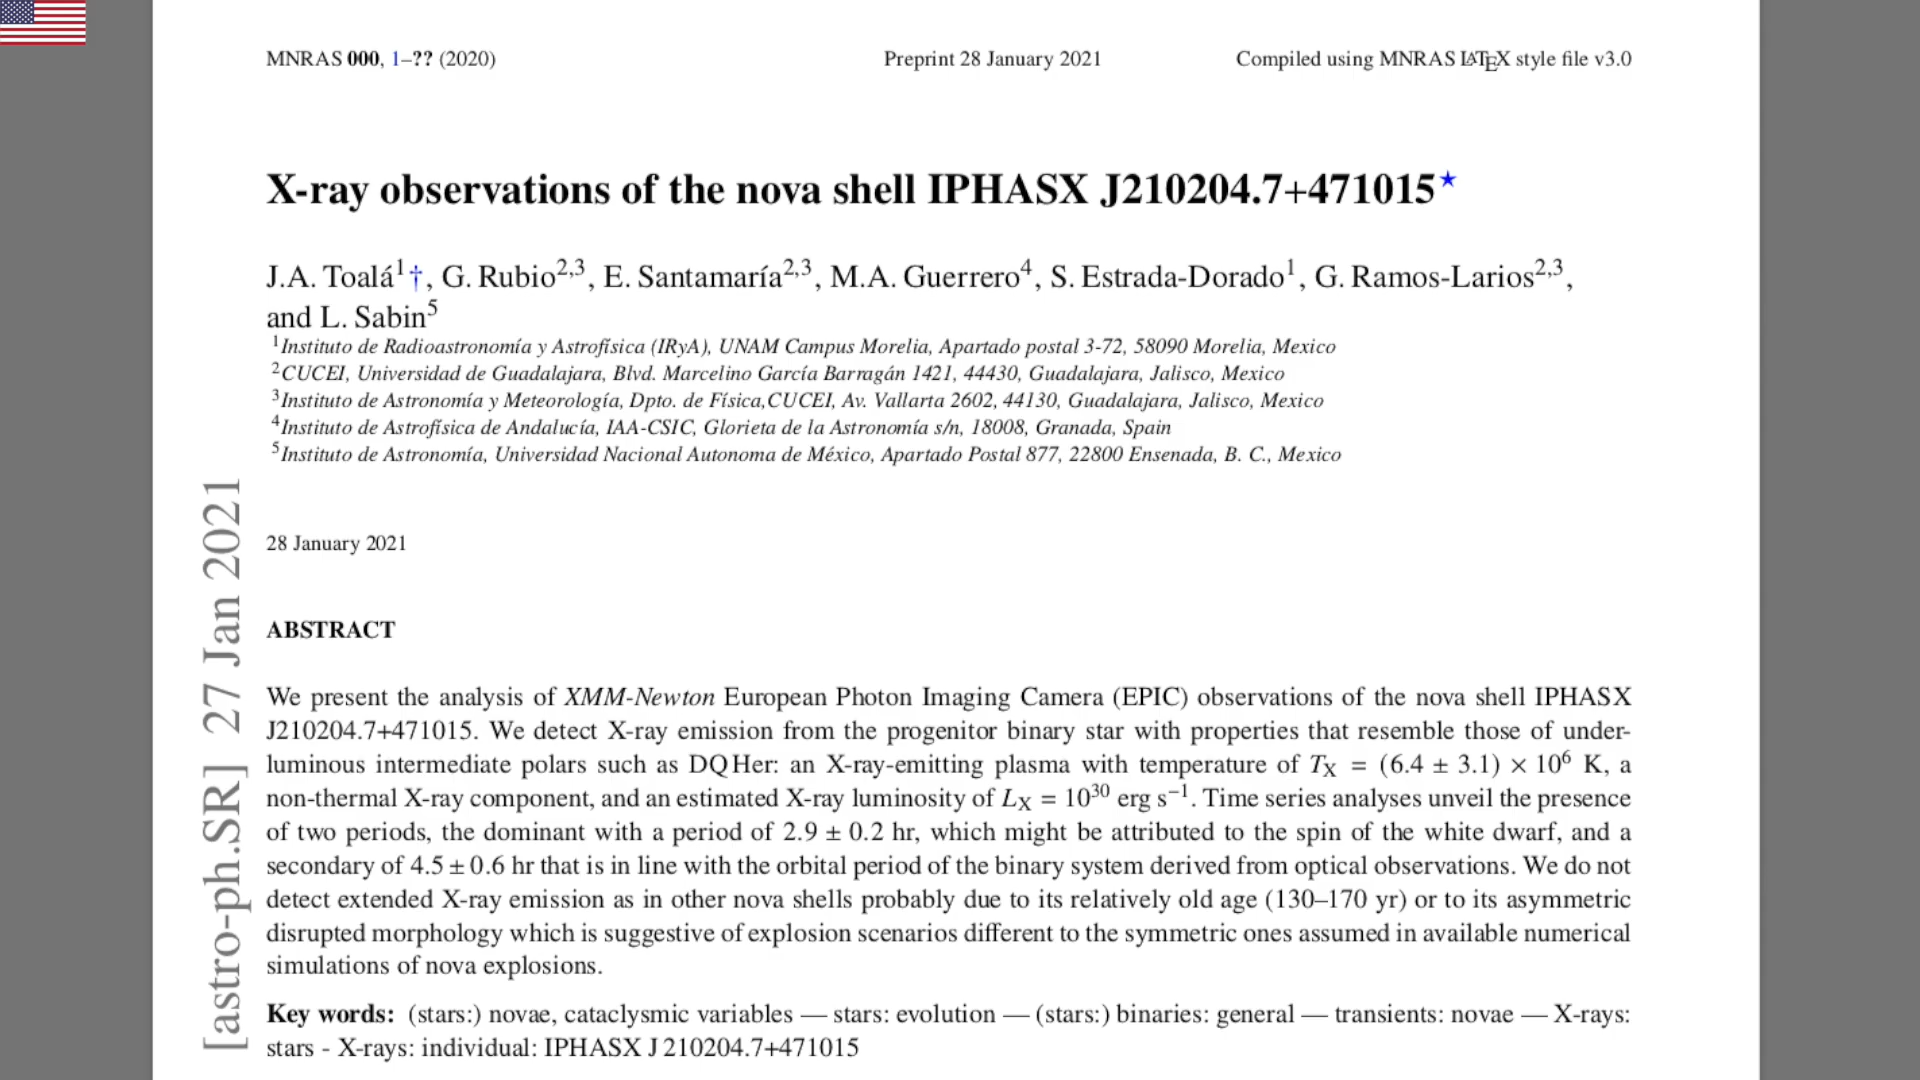 MNRAS 000, 1–?? (2020) Preprint 28 January 2021 Compiled using MNRAS LATEX style file v3.0
X-ray observations of the nova shell IPHASX J210204.7+471015★
J.A. Toalá1†, G. Rubio2,3, E. Santamaría2,3, M.A. Guerrero4, S. Estrada-Dorado1, G. Ramos-Larios2,3,
and L. Sabin5
1Instituto de Radioastronomía y Astrofísica (IRyA), UNAM Campus Morelia, Apartado postal 3-72, 58090 Morelia, Mexico
2CUCEI, Universidad de Guadalajara, Blvd. Marcelino García Barragán 1421, 44430, Guadalajara, Jalisco, Mexico
3Instituto de Astronomía y Meteorología, Dpto. de Física,CUCEI, Av. Vallarta 2602, 44130, Guadalajara, Jalisco, Mexico
4Instituto de Astrofísica de Andalucía, IAA-CSIC, Glorieta de la Astronomía s/n, 18008, Granada, Spain
5Instituto de Astronomía, Universidad Nacional Autonoma de México, Apartado Postal 877, 22800 Ensenada, B. C., Mexico
28 January 2021
ABSTRACT
We present the analysis of XMM-Newton European Photon Imaging Camera (EPIC) observations of the nova shell IPHASX
J210204.7+471015. We detect X-ray emission from the progenitor binary star with properties that resemble those of under-
luminous intermediate polars such as DQ Her: an X-ray-emitting plasma with temperature of TX = (6.4 ± 3.1) × 10⁶ K, a
non-thermal X-ray component, and an estimated X-ray luminosity of LX = 10³⁰ erg s⁻¹. Time series analyses unveil the presence
of two periods, the dominant with a period of 2.9 ± 0.2 hr, which might be attributed to the spin of the white dwarf, and a
secondary of 4.5 ± 0.6 hr that is in line with the orbital period of the binary system derived from optical observations. We do not
detect extended X-ray emission as in other nova shells probably due to its relatively old age (130–170 yr) or to its asymmetric
disrupted morphology which is suggestive of explosion scenarios different to the symmetric ones assumed in available numerical
simulations of nova explosions.
Key words: (stars:) novae, cataclysmic variables — stars: evolution — (stars:) binaries: general — transients: novae — X-rays:
stars - X-rays: individual: IPHASX J 210204.7+471015
[astro-ph.SR] 27 Jan 2021